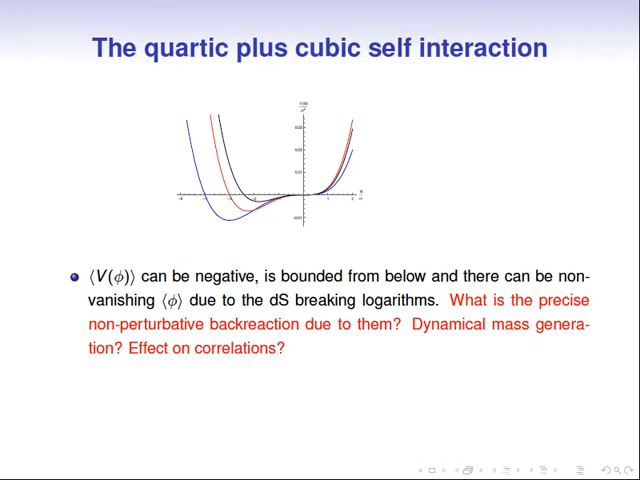 The quartic plus cubic self interaction
⟨V(ϕ)⟩ can be negative, is bounded from below and there can be non-
vanishing ⟨ϕ⟩ due to the dS breaking logarithms. What is the precise
non-perturbative backreaction due to them? Dynamical mass genera-
tion? Effect on correlations?